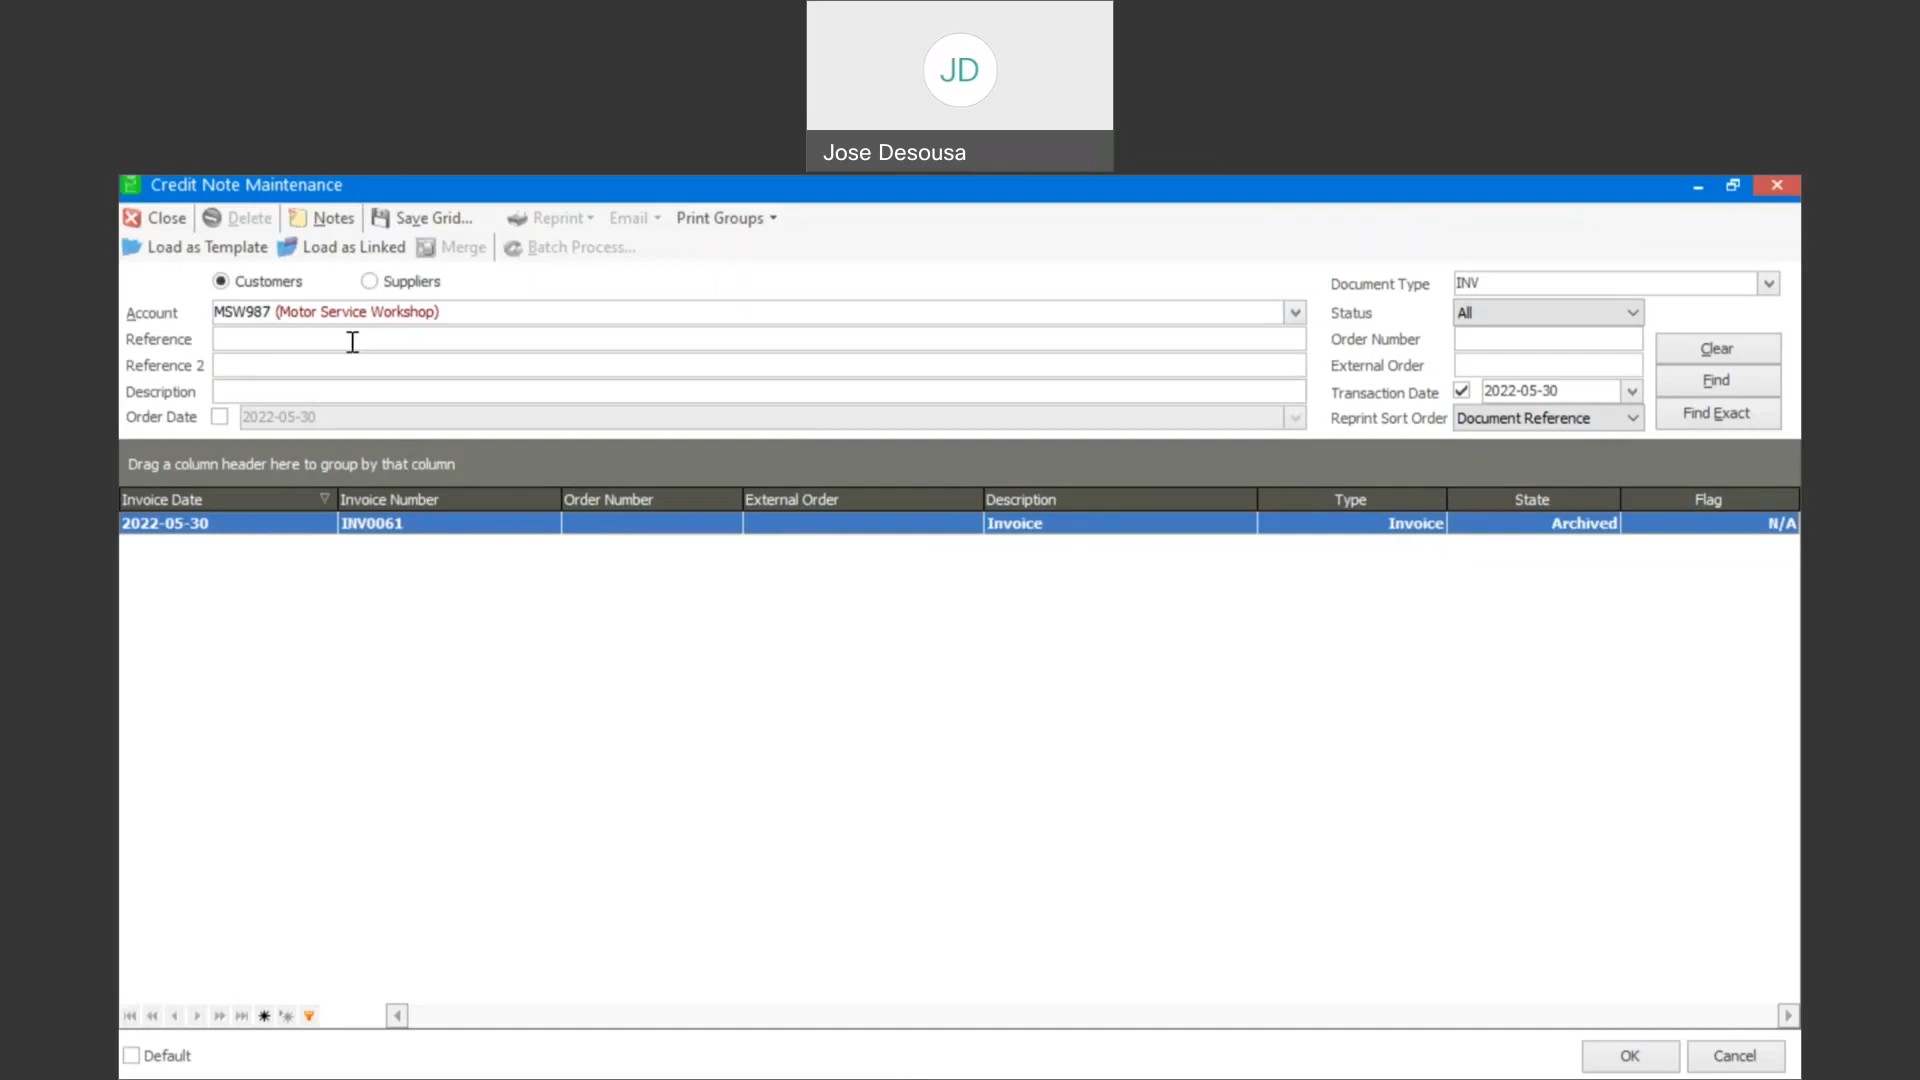 JD
Jose Desousa
Credit Note Maintenance
Close Delete Notes Save Grid... Reprint Email Print Groups
Load as Template Load as Linked Merge Batch Process...
Customers Suppliers
Account MSW987 (Motor Service Workshop)
Reference
Reference 2
Description
Order Date 2022-05-30
Document Type INV
Status All
Order Number
External Order
Transaction Date 2022-05-30
Reprint Sort Order Document Reference
Clear
Find
Find Exact
Drag a column header here to group by that column
Invoice Date Invoice Number Order Number External Order Description Type State Flag
2022-05-30 INV0061 Invoice Invoice Archived N/A
Default OK Cancel